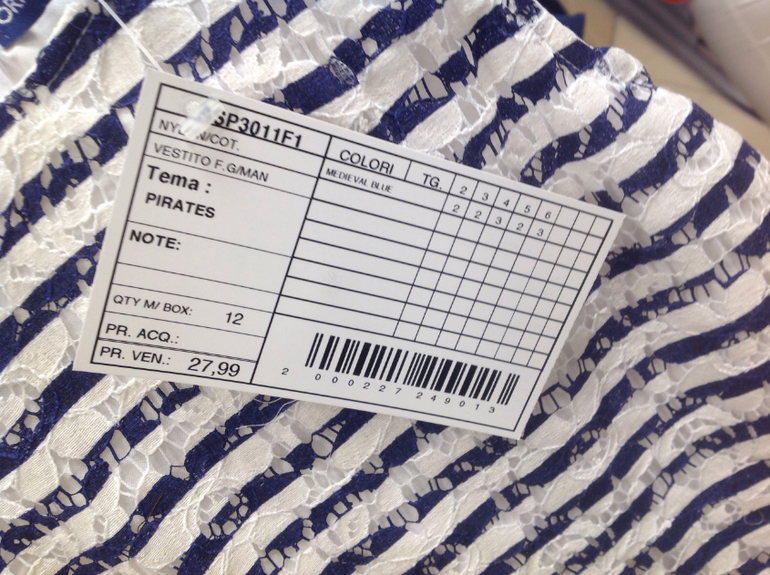 SP3011F1
COT.
VESTITO F.G/MAN
Tema :
PIRATES
NOTE:
QTY M/ BOX: 12
PR. ACQ.:
PR. VEN.: 27,99
COLORI TG. 2 3 4 5 6
MEDIEVAL BLUE 2 2 3 2 3
2 000227 249013